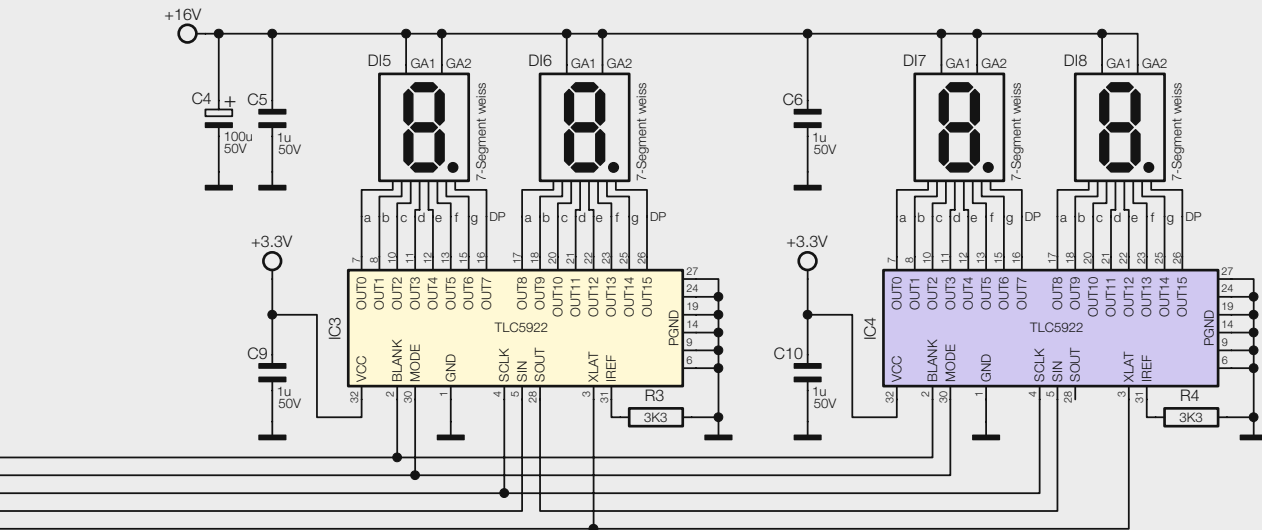 +16V
DI5 GA1 GA2
DI6 GA1 GA2
DI7 GA1 GA2
DI8 GA1 GA2
C4 +
100u
50V
C5
1u
50V
C6
1u
50V
7-Segment weiss
7-Segment weiss
7-Segment weiss
7-Segment weiss
a b c d e f g DP
a b c d e f g DP
a b c d e f g DP
a b c d e f g DP
+3.3V
7 8 10 11 12 13 15 16 17 18 20 21 22 23 25 26
OUT0 OUT1 OUT2 OUT3 OUT4 OUT5 OUT6 OUT7 OUT8 OUT9 OUT10 OUT11 OUT12 OUT13 OUT14 OUT15
IC3
TLC5922
PGND
27
24
19
14
9
6
VCC BLANK MODE GND SCLK SIN SOUT XLAT IREF
32 2 30 1 4 5 28 3 31
C9
1u
50V
R3
3K3
+3.3V
7 8 10 11 12 13 15 16 17 18 20 21 22 23 25 26
OUT0 OUT1 OUT2 OUT3 OUT4 OUT5 OUT6 OUT7 OUT8 OUT9 OUT10 OUT11 OUT12 OUT13 OUT14 OUT15
IC4
TLC5922
PGND
27
24
19
14
9
6
VCC BLANK MODE GND SCLK SIN SOUT XLAT IREF
32 2 30 1 4 5 28 3 31
C10
1u
50V
R4
3K3